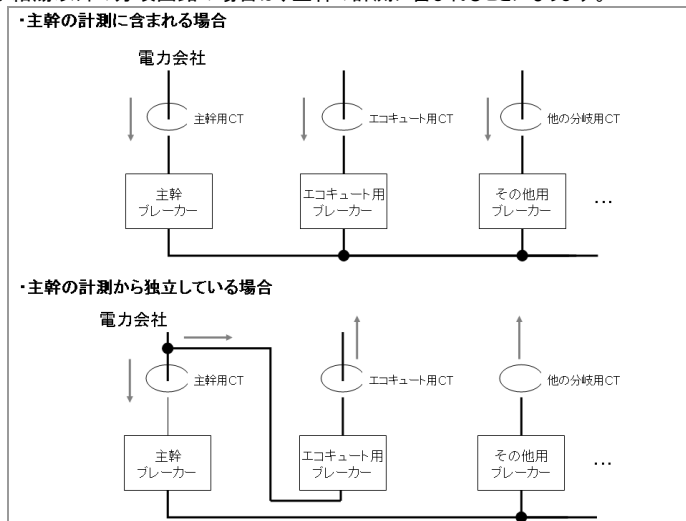 ・主幹の計測に含まれる場合
電力会社
主幹用CT
エコキュート用CT
他の分岐用CT
主幹
ブレーカー
エコキュート用
ブレーカー
その他用
ブレーカー
…
・主幹の計測から独立している場合
電力会社
主幹用CT
エコキュート用CT
他の分岐用CT
主幹
ブレーカー
エコキュート用
ブレーカー
その他用
ブレーカー
…